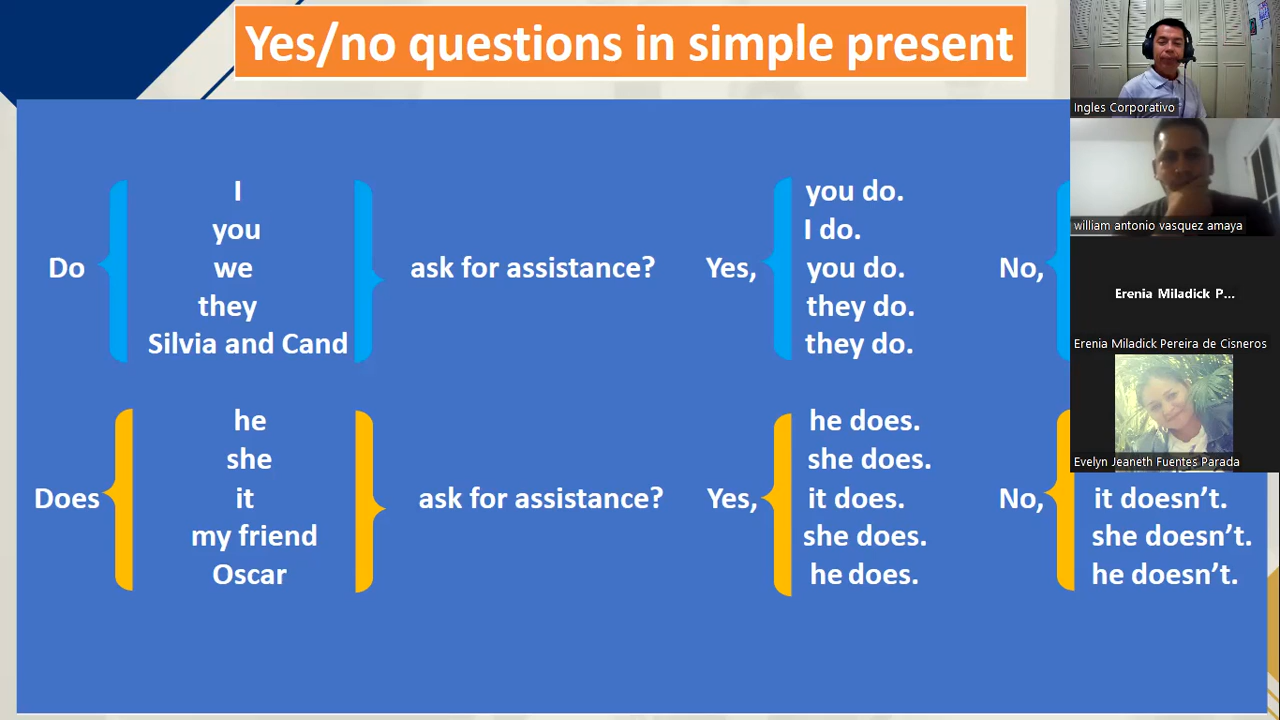 Yes/no questions in simple present
Do
I
you
we
they
Silvia and Cand
ask for assistance?
Yes,
you do.
I do.
you do.
they do.
they do.
No,
Does
he
she
it
my friend
Oscar
ask for assistance?
Yes,
he does.
she does.
it does.
she does.
he does.
No,
it doesn’t.
she doesn’t.
he doesn’t.
Ingles Corporativo
william antonio vasquez amaya
Erenia Miladick P...
Erenia Miladick Pereira de Cisneros
Evelyn Jeaneth Fuentes Parada